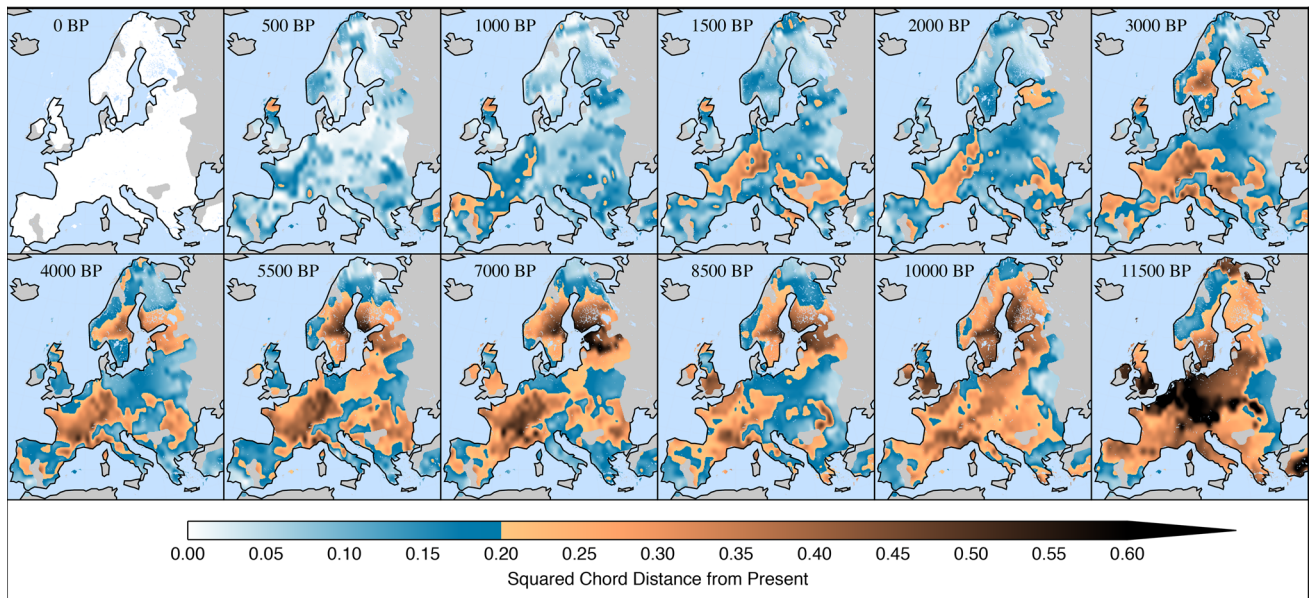 0 BP
500 BP
1000 BP
1500 BP
2000 BP
3000 BP
4000 BP
5500 BP
7000 BP
8500 BP
10000 BP
11500 BP
0.00 0.05 0.10 0.15 0.20 0.25 0.30 0.35 0.40 0.45 0.50 0.55 0.60
Squared Chord Distance from Present